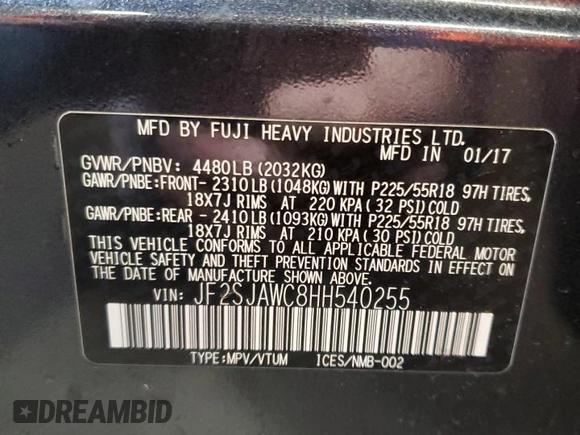 MFD BY FUJI HEAVY INDUSTRIES LTD.
MFD IN 01/17
GVWR/PNBV: 4480LB (2032KG)
GAWR/PNBE:FRONT- 2310LB (1048KG) WITH P225/55R18 97H TIRES,
18X7J RIMS AT 220 KPA ( 32 PSI) COLD
GAWR/PNBE:REAR - 2410LB (1093KG) WITH P225/55R18 97H TIRES,
18X7J RIMS AT 210 KPA ( 30 PSI) COLD
THIS VEHICLE CONFORMS TO ALL APPLICABLE FEDERAL MOTOR
VEHICLE SAFETY AND THEFT PREVENTION STANDARDS IN EFFECT ON
THE DATE OF MANUFACTURE SHOWN ABOVE.
VIN: JF2SJAWC8HH540255
TYPE:MPV/VTUM ICES/NMB-002
DREAMBID